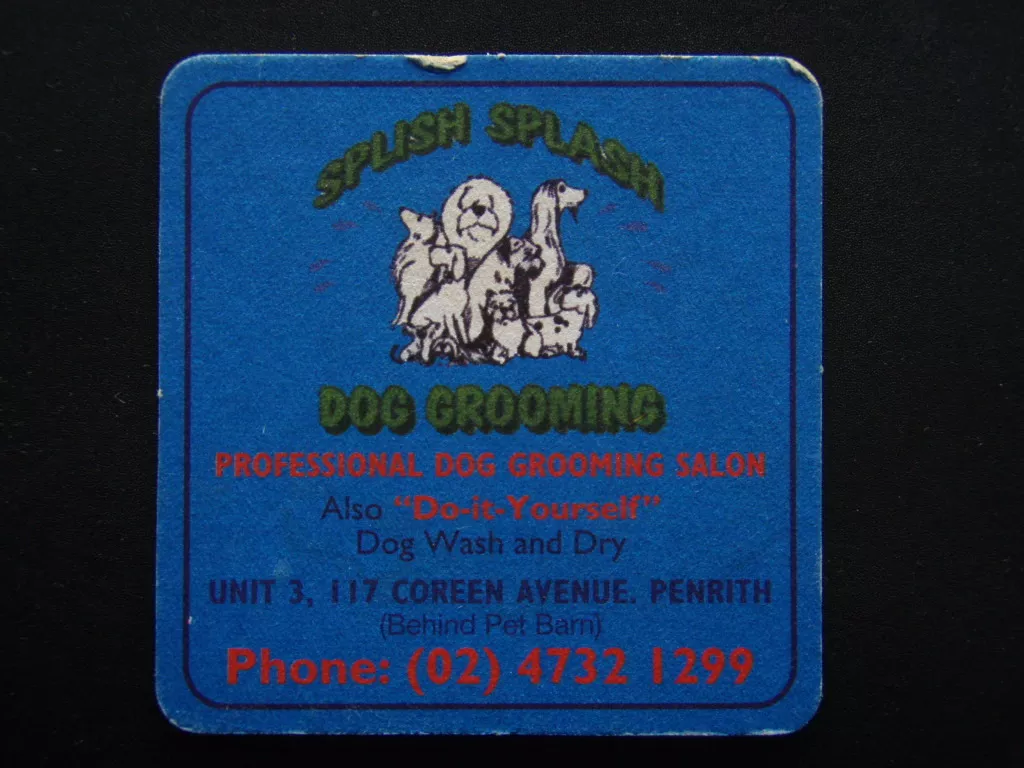 SPLISH SPLASH
DOG GROOMING
PROFESSIONAL DOG GROOMING SALON
Also "Do-it-Yourself"
Dog Wash and Dry
UNIT 3, 117 COREEN AVENUE. PENRITH
(Behind Pet Barn)
Phone: (02) 4732 1299